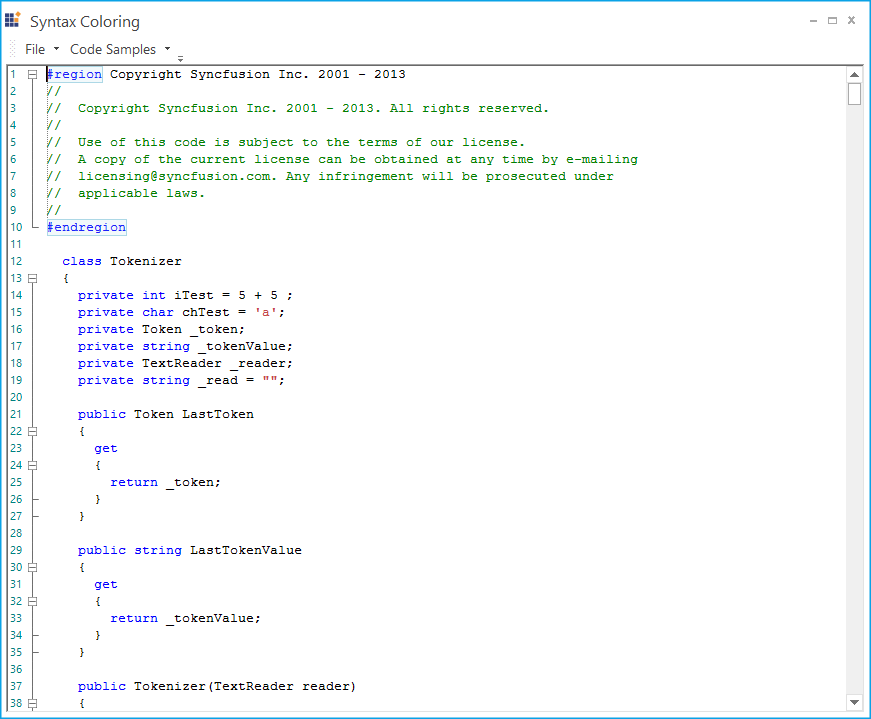 Syntax Coloring
File Code Samples
1 #region Copyright Syncfusion Inc. 2001 - 2013
2 //
3 //  Copyright Syncfusion Inc. 2001 - 2013. All rights reserved.
4 //
5 //  Use of this code is subject to the terms of our license.
6 //  A copy of the current license can be obtained at any time by e-mailing
7 //  licensing@syncfusion.com. Any infringement will be prosecuted under
8 //  applicable laws.
9 //
10 #endregion
11
12   class Tokenizer
13   {
14     private int iTest = 5 + 5 ;
15     private char chTest = 'a';
16     private Token _token;
17     private string _tokenValue;
18     private TextReader _reader;
19     private string _read = "";
20
21     public Token LastToken
22     {
23       get
24       {
25         return _token;
26       }
27     }
28
29     public string LastTokenValue
30     {
31       get
32       {
33         return _tokenValue;
34       }
35     }
36
37     public Tokenizer(TextReader reader)
38     {